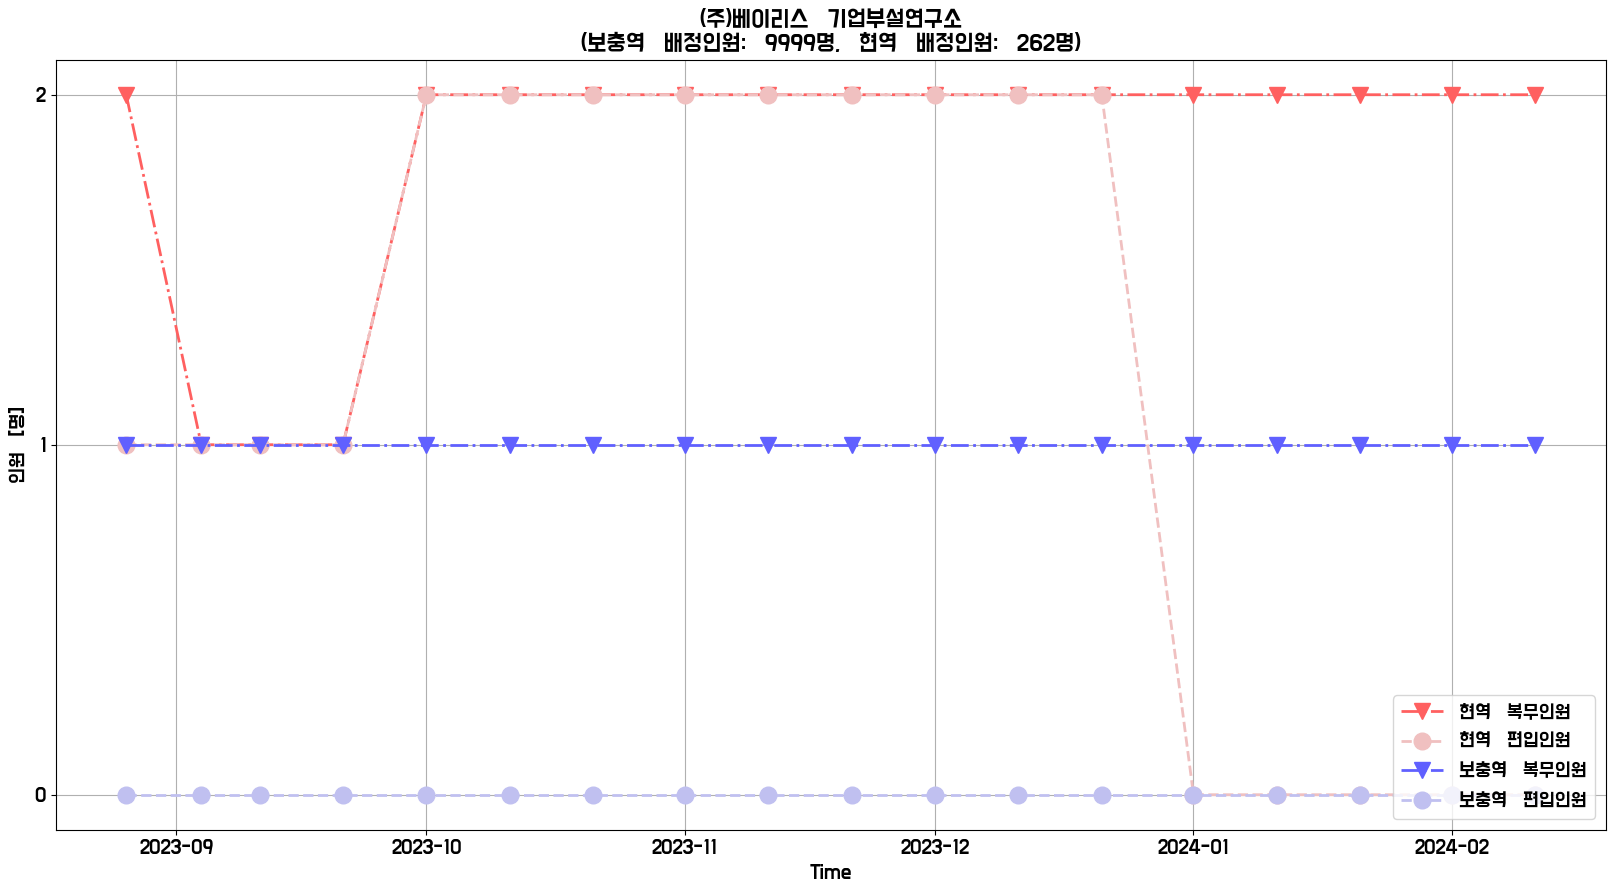 (주)베이리스 기업부설연구소
(보충역 배정인원: 9999명, 현역 배정인원: 262명)
2
1
0
인원 [명]
2023-09 2023-10 2023-11 2023-12 2024-01 2024-02
Time
현역 복무인원
현역 편입인원
보충역 복무인원
보충역 편입인원